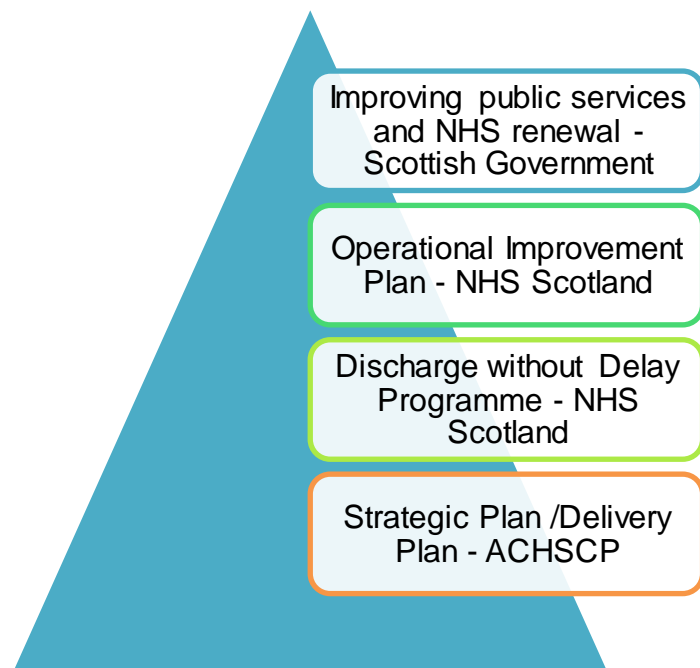 Improving public services
and NHS renewal -
Scottish Government
Operational Improvement
Plan - NHS Scotland
Discharge without Delay
Programme - NHS
Scotland
Strategic Plan /Delivery
Plan - ACHSCP